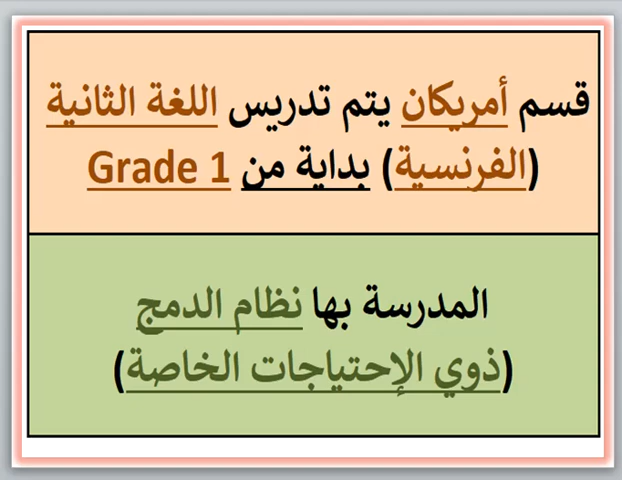 قسم أمريكان يتم تدريس اللغة الثانية
(الفرنسية) بداية من Grade 1
المدرسة بها نظام الدمج
(ذوي الإحتياجات الخاصة)